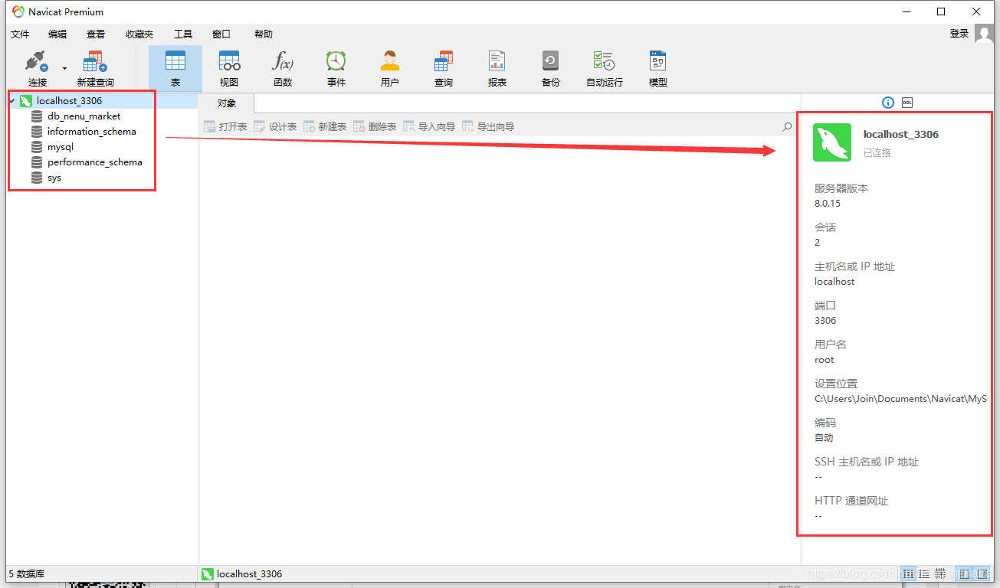 Navicat Premium
文件 编辑 查看 收藏夹 工具 窗口 帮助 登录
连接 新建查询 表 视图 函数 事件 用户 查询 报表 备份 自动运行 模型
f(x)
localhost_3306
db_nenu_market
information_schema
mysql
performance_schema
sys
对象
打开表 设计表 新建表 删除表 导入向导 导出向导
DDL
localhost_3306
已连接
服务器版本
8.0.15
会话
2
主机名或 IP 地址
localhost
端口
3306
用户名
root
设置位置
C:\Users\Join\Documents\Navicat\MyS
编码
自动
SSH 主机名或 IP 地址
--
HTTP 通道网址
--
5 数据库 localhost_3306